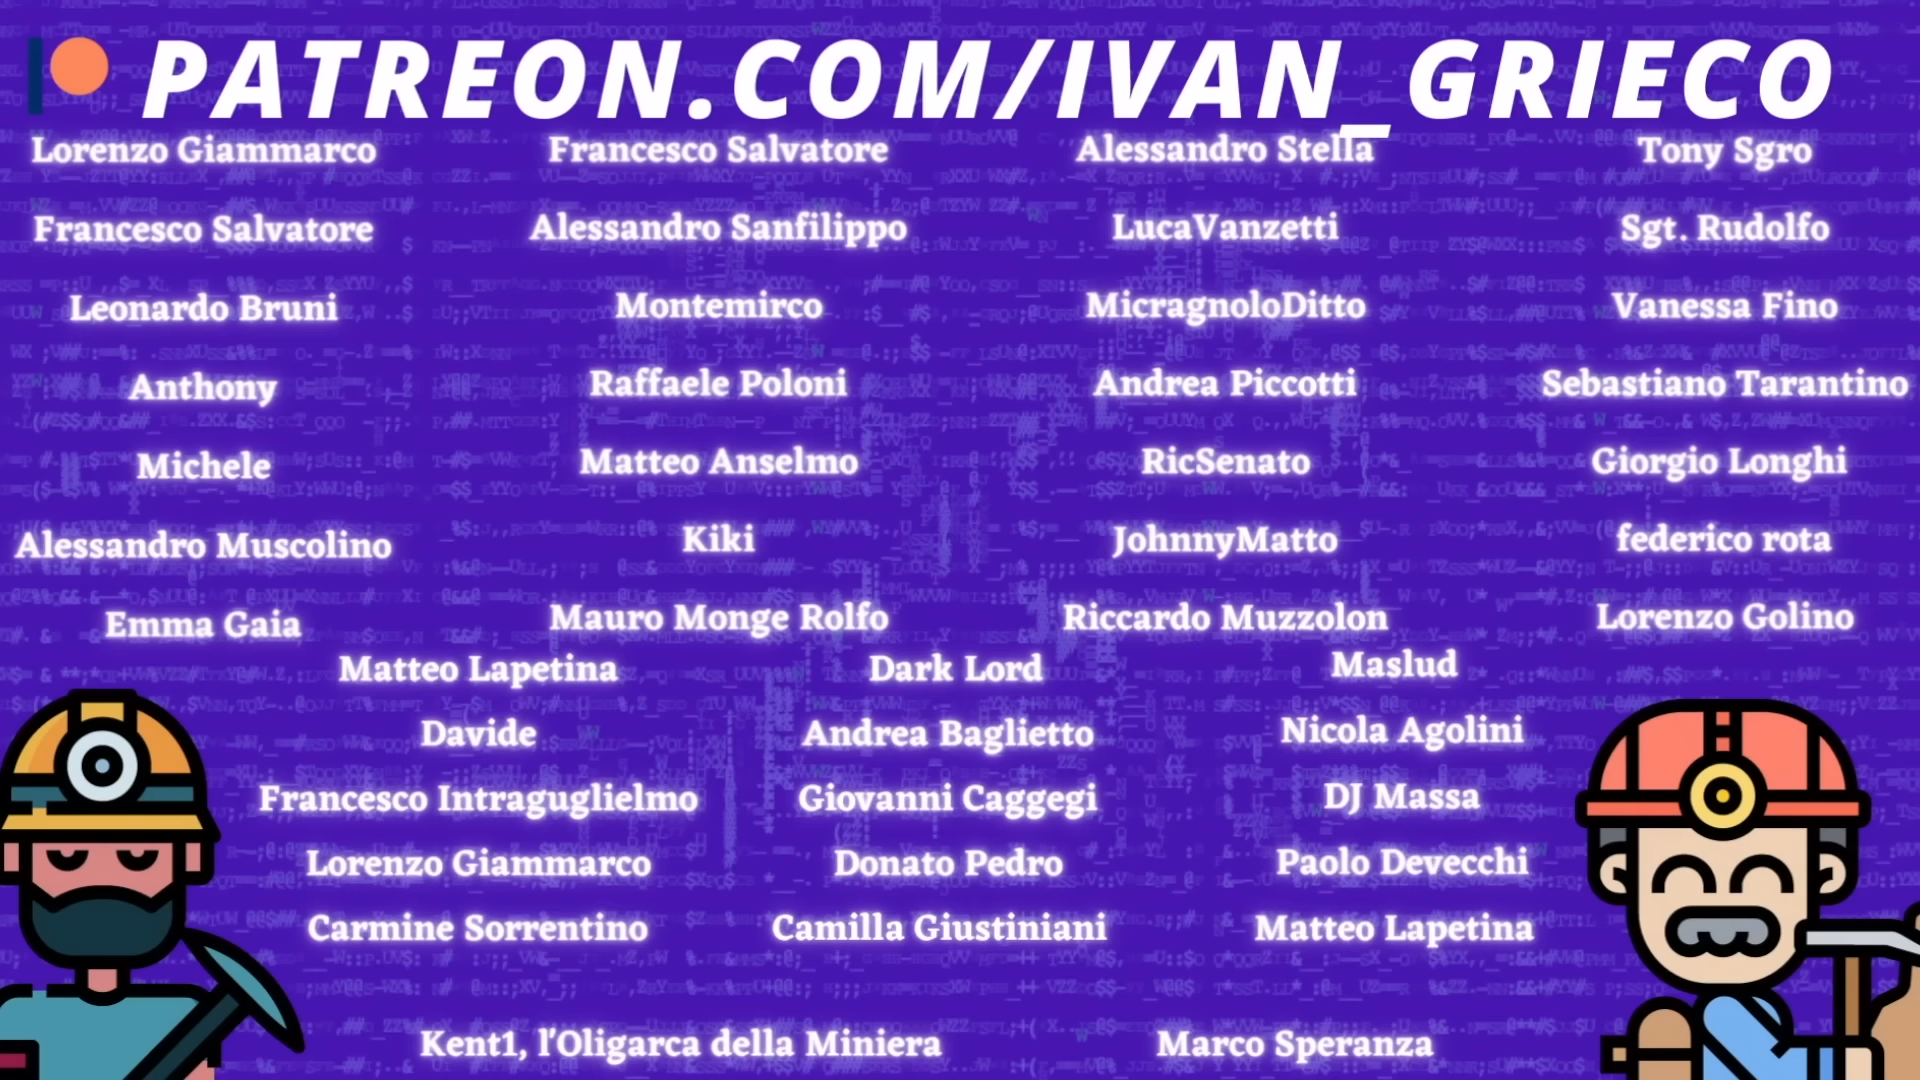 PATREON.COM/IVAN_GRIECO
Lorenzo Giammarco Francesco Salvatore Alessandro Stella Tony Sgro
Francesco Salvatore Alessandro Sanfilippo LucaVanzetti Sgt. Rudolfo
Leonardo Bruni Montemirco MicragnoloDitto Vanessa Fino
Anthony Raffaele Poloni Andrea Piccotti Sebastiano Tarantino
Michele Matteo Anselmo RicSenato Giorgio Longhi
Alessandro Muscolino Kiki JohnnyMatto federico rota
Emma Gaia Mauro Monge Rolfo Riccardo Muzzolon Lorenzo Golino
Matteo Lapetina Dark Lord Maslud
Davide Andrea Baglietto Nicola Agolini
Francesco Intraguglielmo Giovanni Caggegi DJ Massa
Lorenzo Giammarco Donato Pedro Paolo Devecchi
Carmine Sorrentino Camilla Giustiniani Matteo Lapetina
Kent1, l'Oligarca della Miniera Marco Speranza